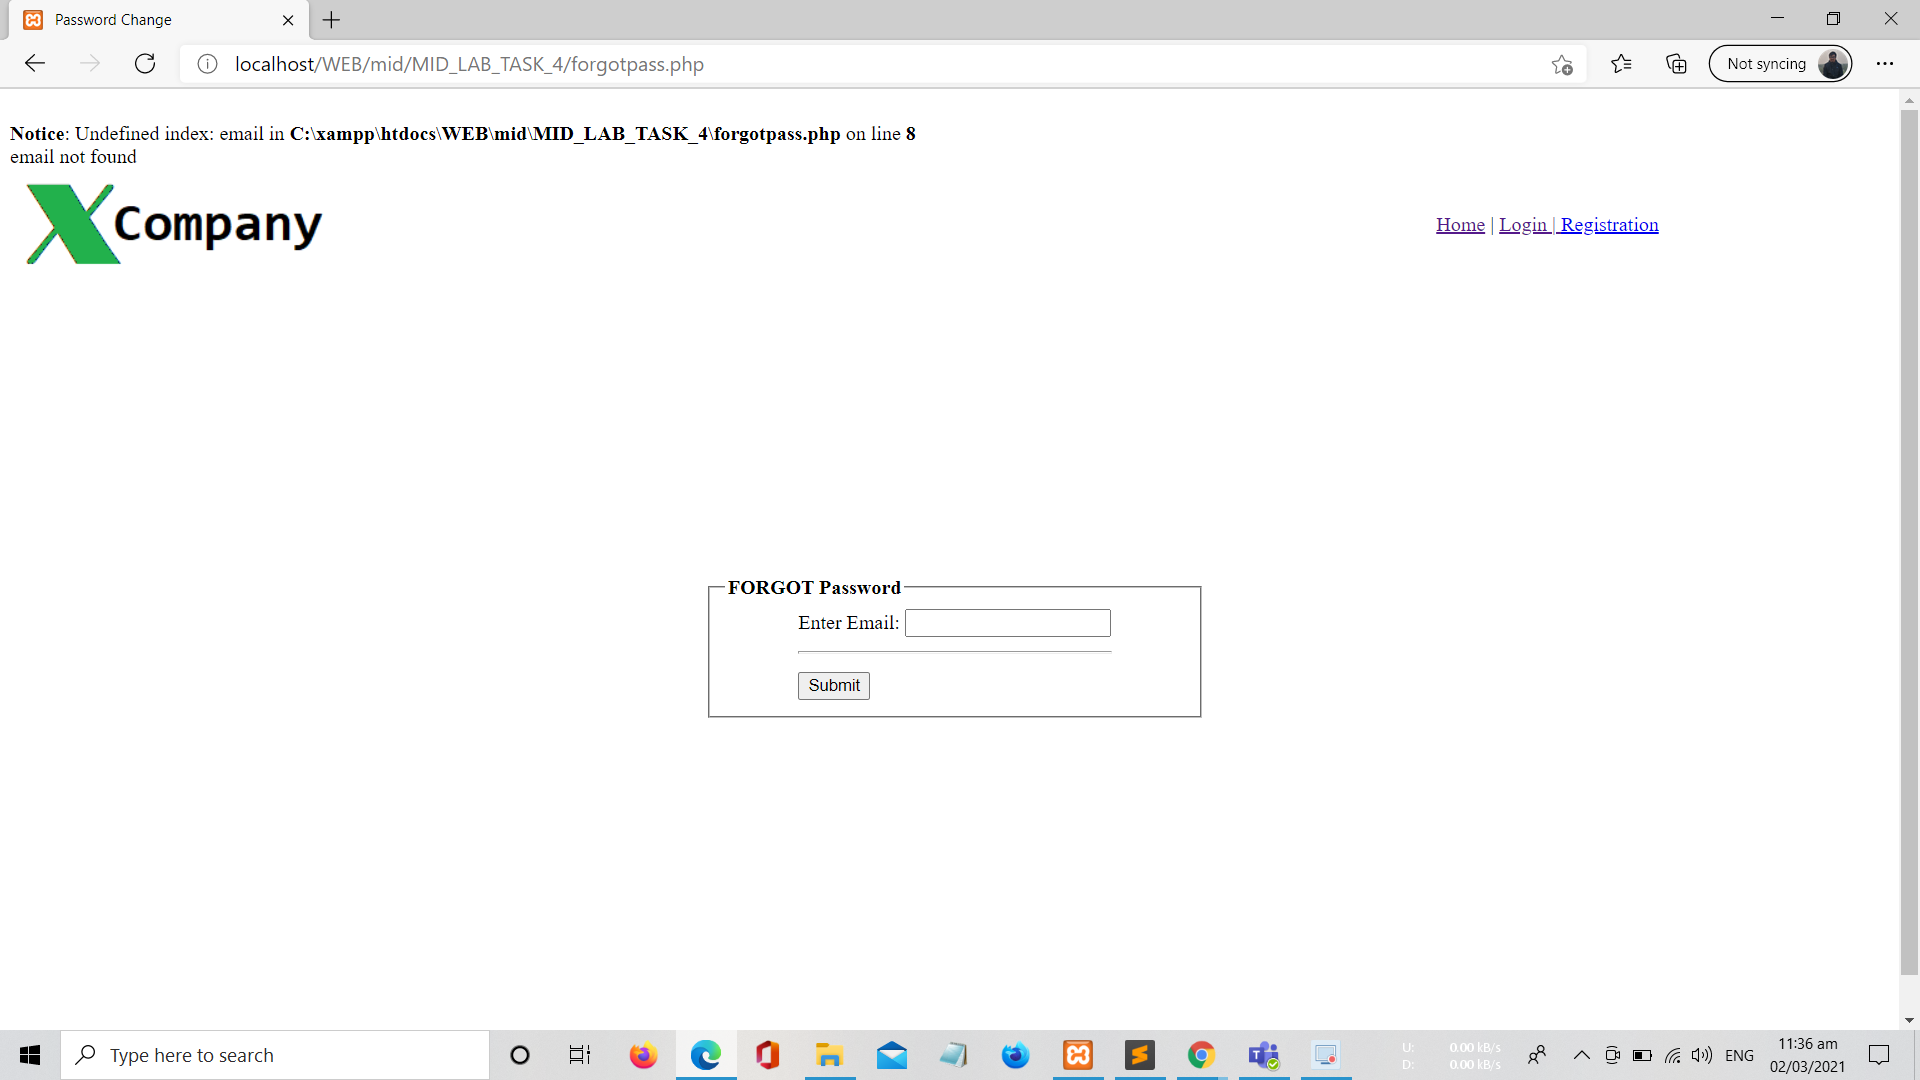 Password Change
localhost/WEB/mid/MID_LAB_TASK_4/forgotpass.php
Not syncing
Notice: Undefined index: email in C:\xampp\htdocs\WEB\mid\MID_LAB_TASK_4\forgotpass.php on line 8
email not found
X Company
Home | Login | Registration
FORGOT Password
Enter Email:
Submit
Type here to search
U: 0.00 kB/s
D: 0.00 kB/s
ENG
11:36 am
02/03/2021